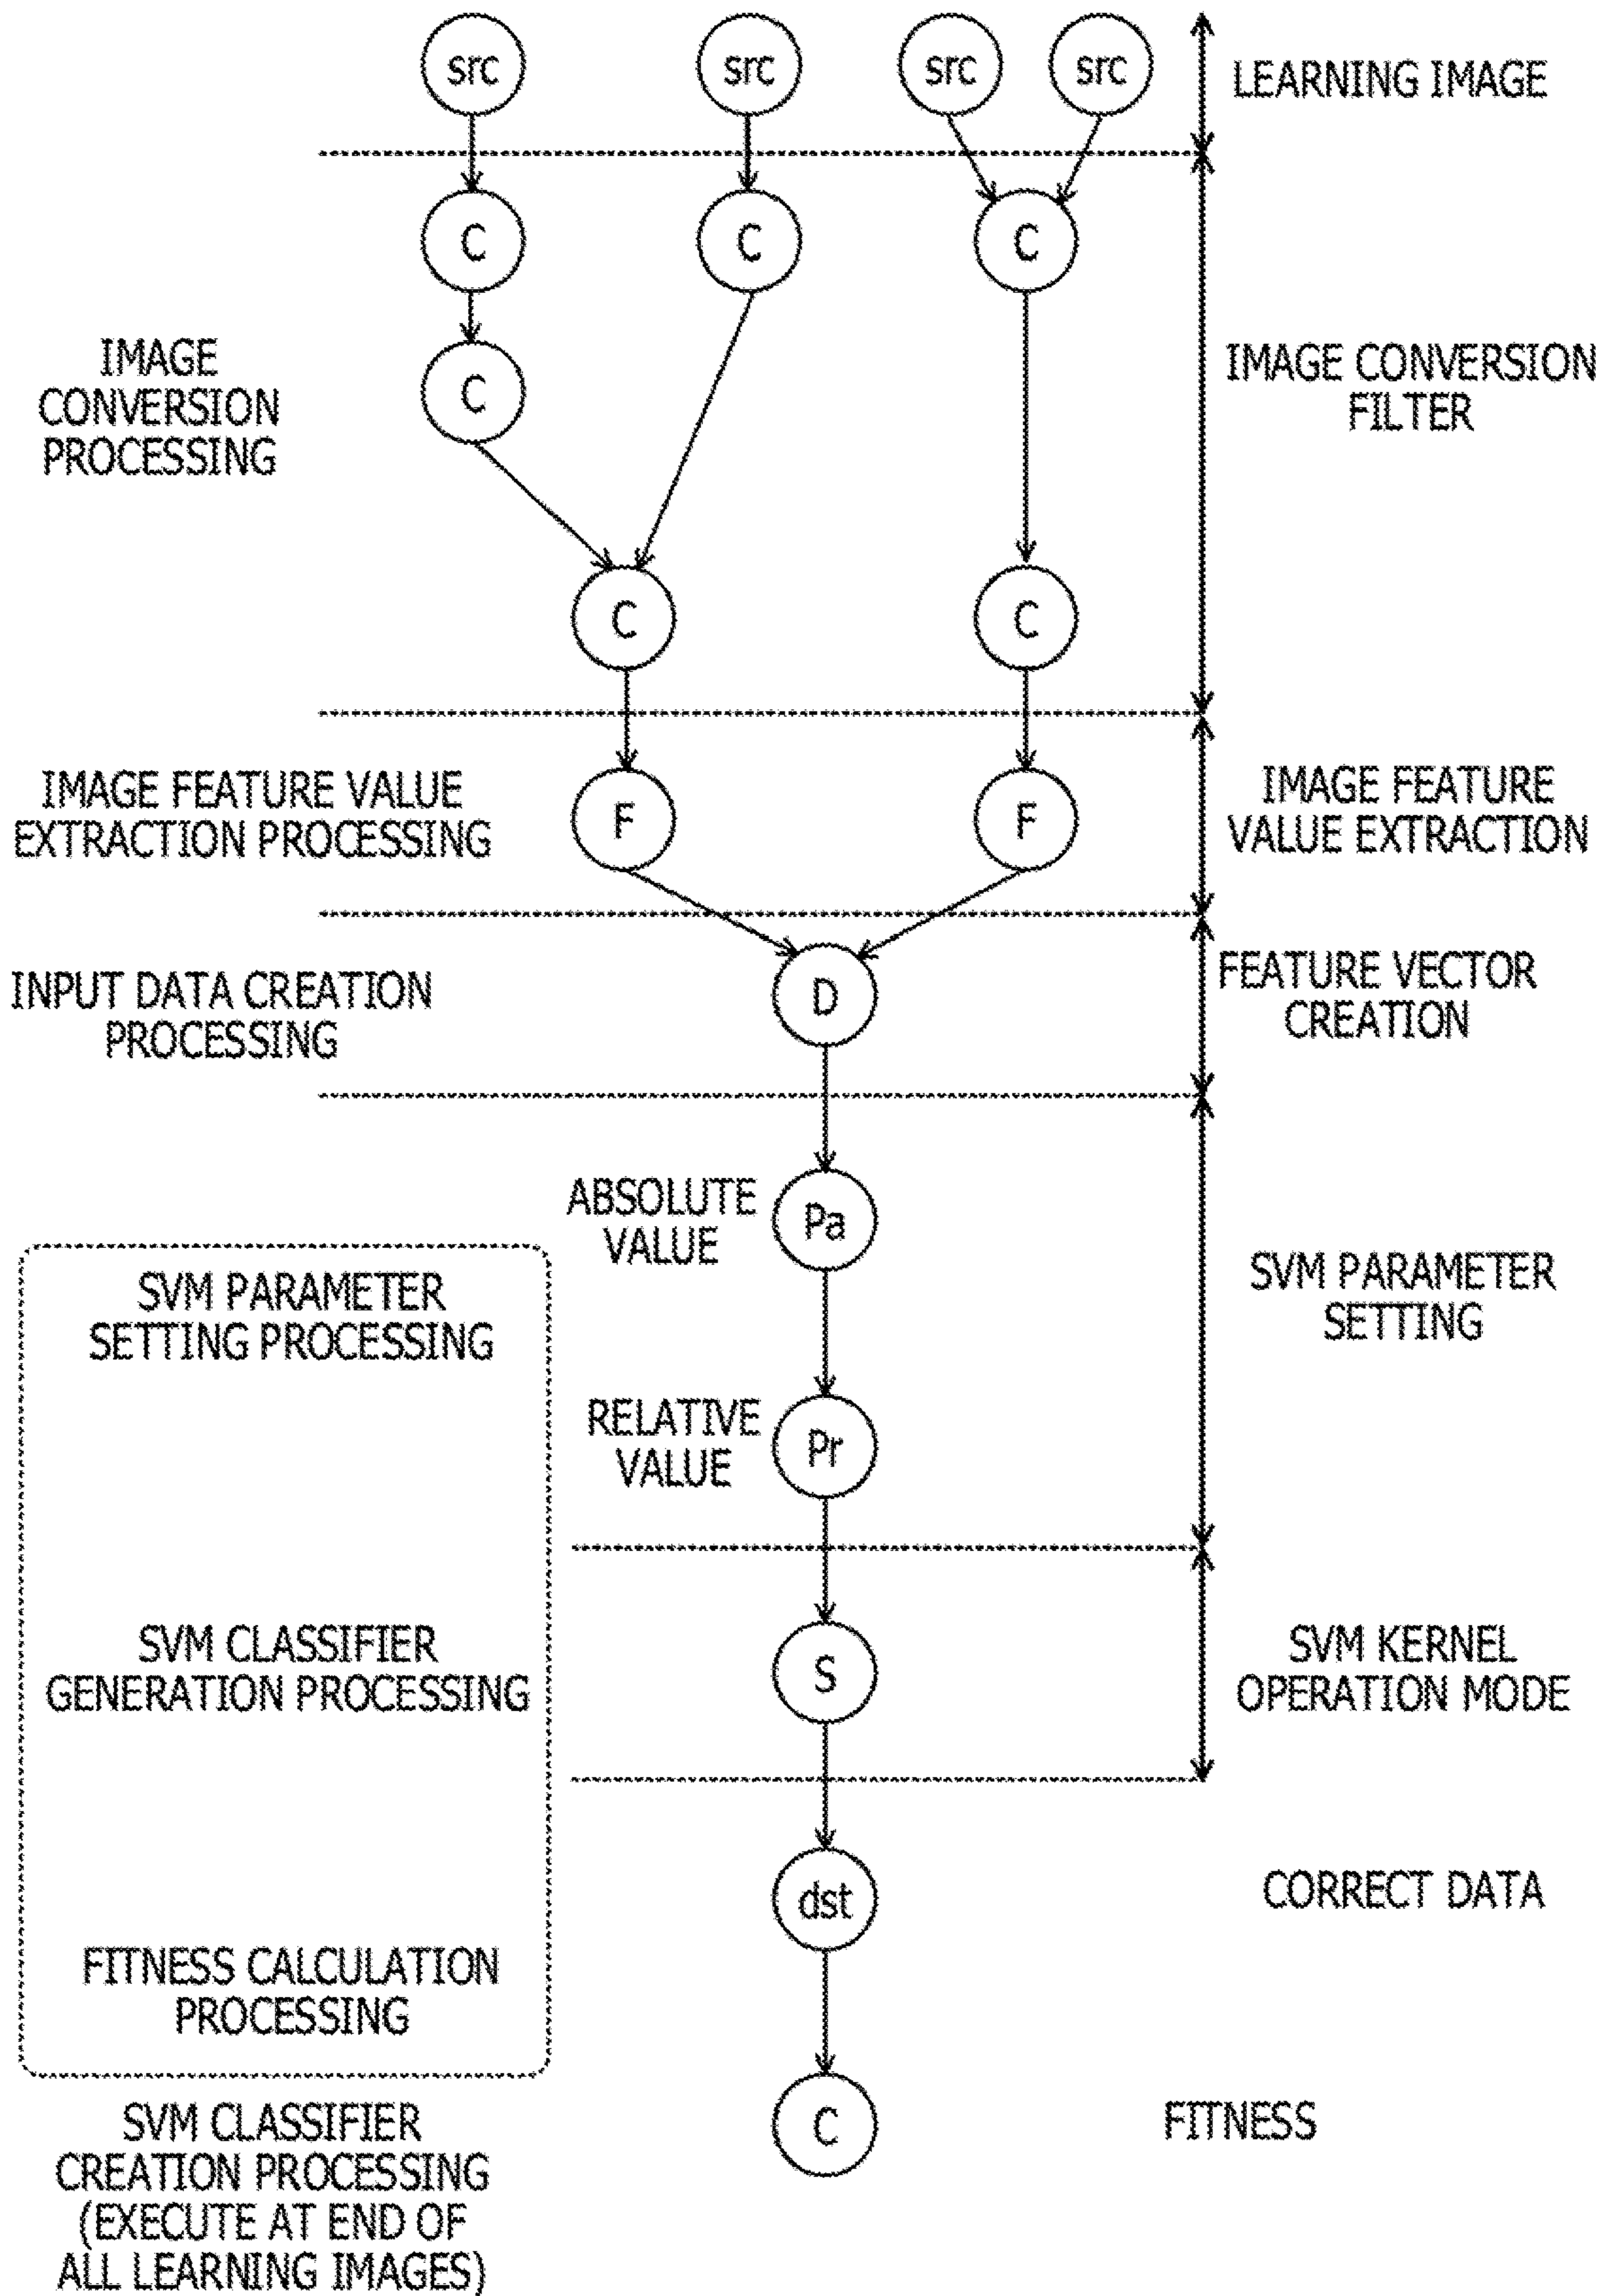 src
src
src
src
LEARNING IMAGE
C
C
C
IMAGE
CONVERSION
PROCESSING
C
IMAGE CONVERSION
FILTER
C
C
IMAGE FEATURE VALUE
EXTRACTION PROCESSING
F
F
IMAGE FEATURE
VALUE EXTRACTION
INPUT DATA CREATION
PROCESSING
D
FEATURE VECTOR
CREATION
ABSOLUTE
VALUE
Pa
SVM PARAMETER
SETTING PROCESSING
SVM PARAMETER
SETTING
RELATIVE
VALUE
Pr
SVM CLASSIFIER
GENERATION PROCESSING
S
SVM KERNEL
OPERATION MODE
dst
CORRECT DATA
FITNESS CALCULATION
PROCESSING
C
FITNESS
SVM CLASSIFIER
CREATION PROCESSING
(EXECUTE AT END OF
ALL LEARNING IMAGES)